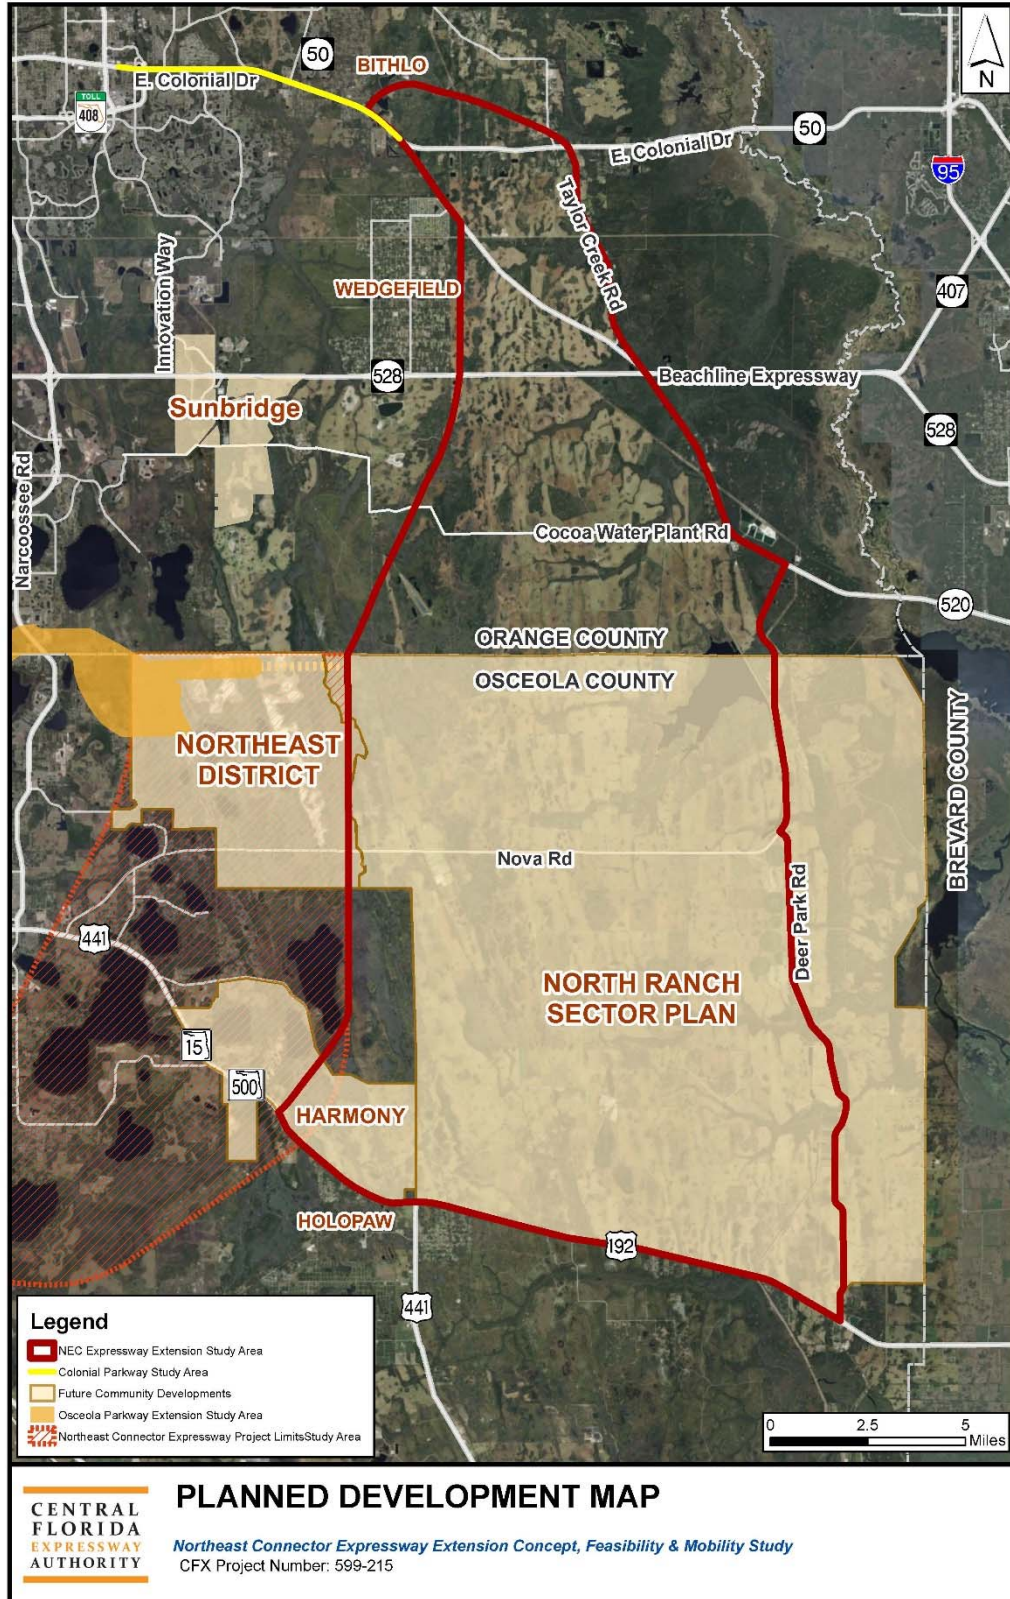 50
BITHLO
N
E. Colonial Dr
TOLL
408
E. Colonial Dr
50
95
Taylor Creek Rd
Innovation Way
WEDGEFIELD
407
528
Beachline Expressway
Sunbridge
528
Narcoossee Rd
Cocoa Water Plant Rd
520
ORANGE COUNTY
OSCEOLA COUNTY
NORTHEAST
DISTRICT
BREVARD COUNTY
Nova Rd
Deer Park Rd
441
NORTH RANCH
SECTOR PLAN
15
500
HARMONY
HOLOPAW
192
441
Legend
NEC Expressway Extension Study Area
Colonial Parkway Study Area
Future Community Developments
Osceola Parkway Extension Study Area
Northeast Connector Expressway Project LimitsStudy Area
0 2.5 5
Miles
CENTRAL
FLORIDA
EXPRESSWAY
AUTHORITY
PLANNED DEVELOPMENT MAP
Northeast Connector Expressway Extension Concept, Feasibility & Mobility Study
CFX Project Number: 599-215